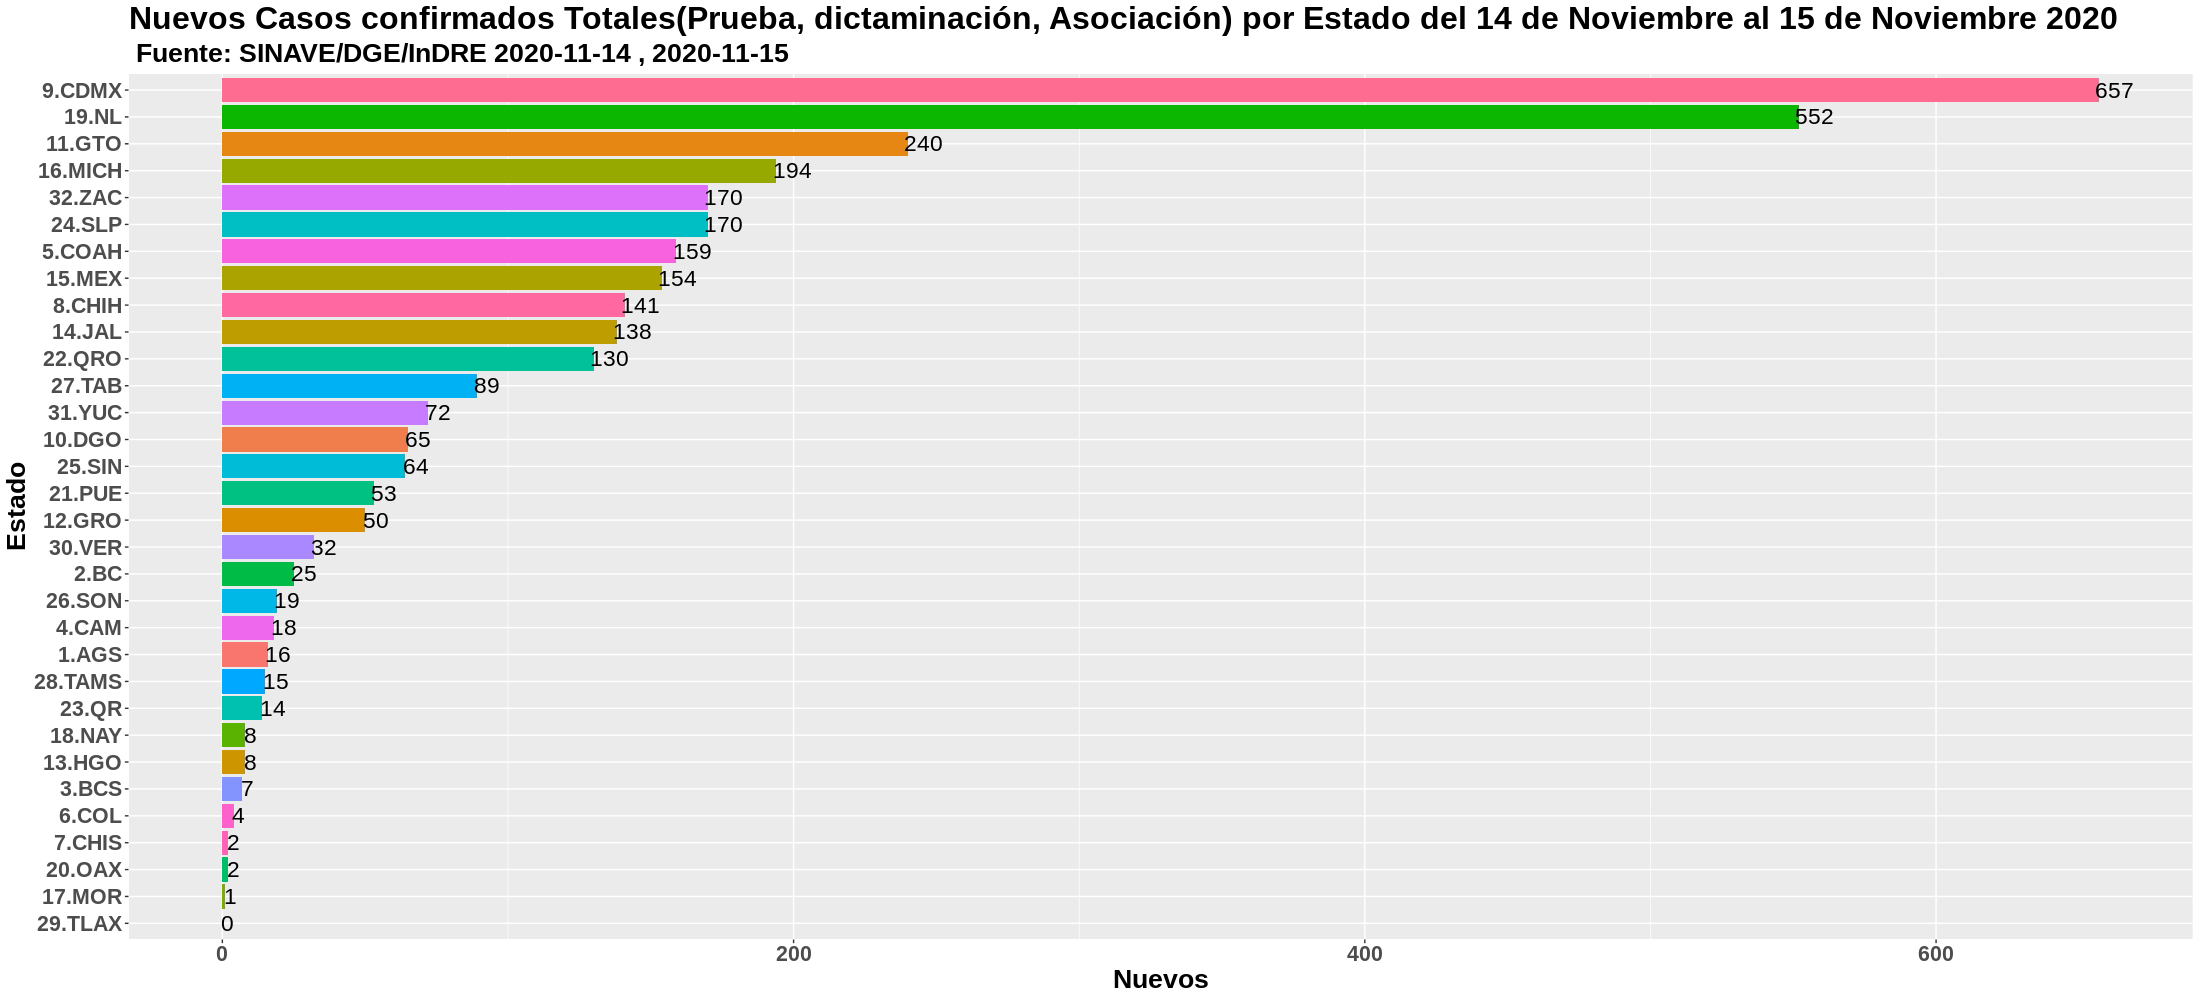 Nuevos Casos confirmados Totales(Prueba, dictaminación, Asociación) por Estado del 14 de Noviembre al 15 de Noviembre 2020
Fuente: SINAVE/DGE/InDRE 2020-11-14 , 2020-11-15
Estado
9.CDMX 657
19.NL 552
11.GTO 240
16.MICH 194
32.ZAC 170
24.SLP 170
5.COAH 159
15.MEX 154
8.CHIH 141
14.JAL 138
22.QRO 130
27.TAB 89
31.YUC 72
10.DGO 65
25.SIN 64
21.PUE 53
12.GRO 50
30.VER 32
2.BC 25
26.SON 19
4.CAM 18
1.AGS 16
28.TAMS 15
23.QR 14
18.NAY 8
13.HGO 8
3.BCS 7
6.COL 4
7.CHIS 2
20.OAX 2
17.MOR 1
29.TLAX 0
0 200 400 600
Nuevos